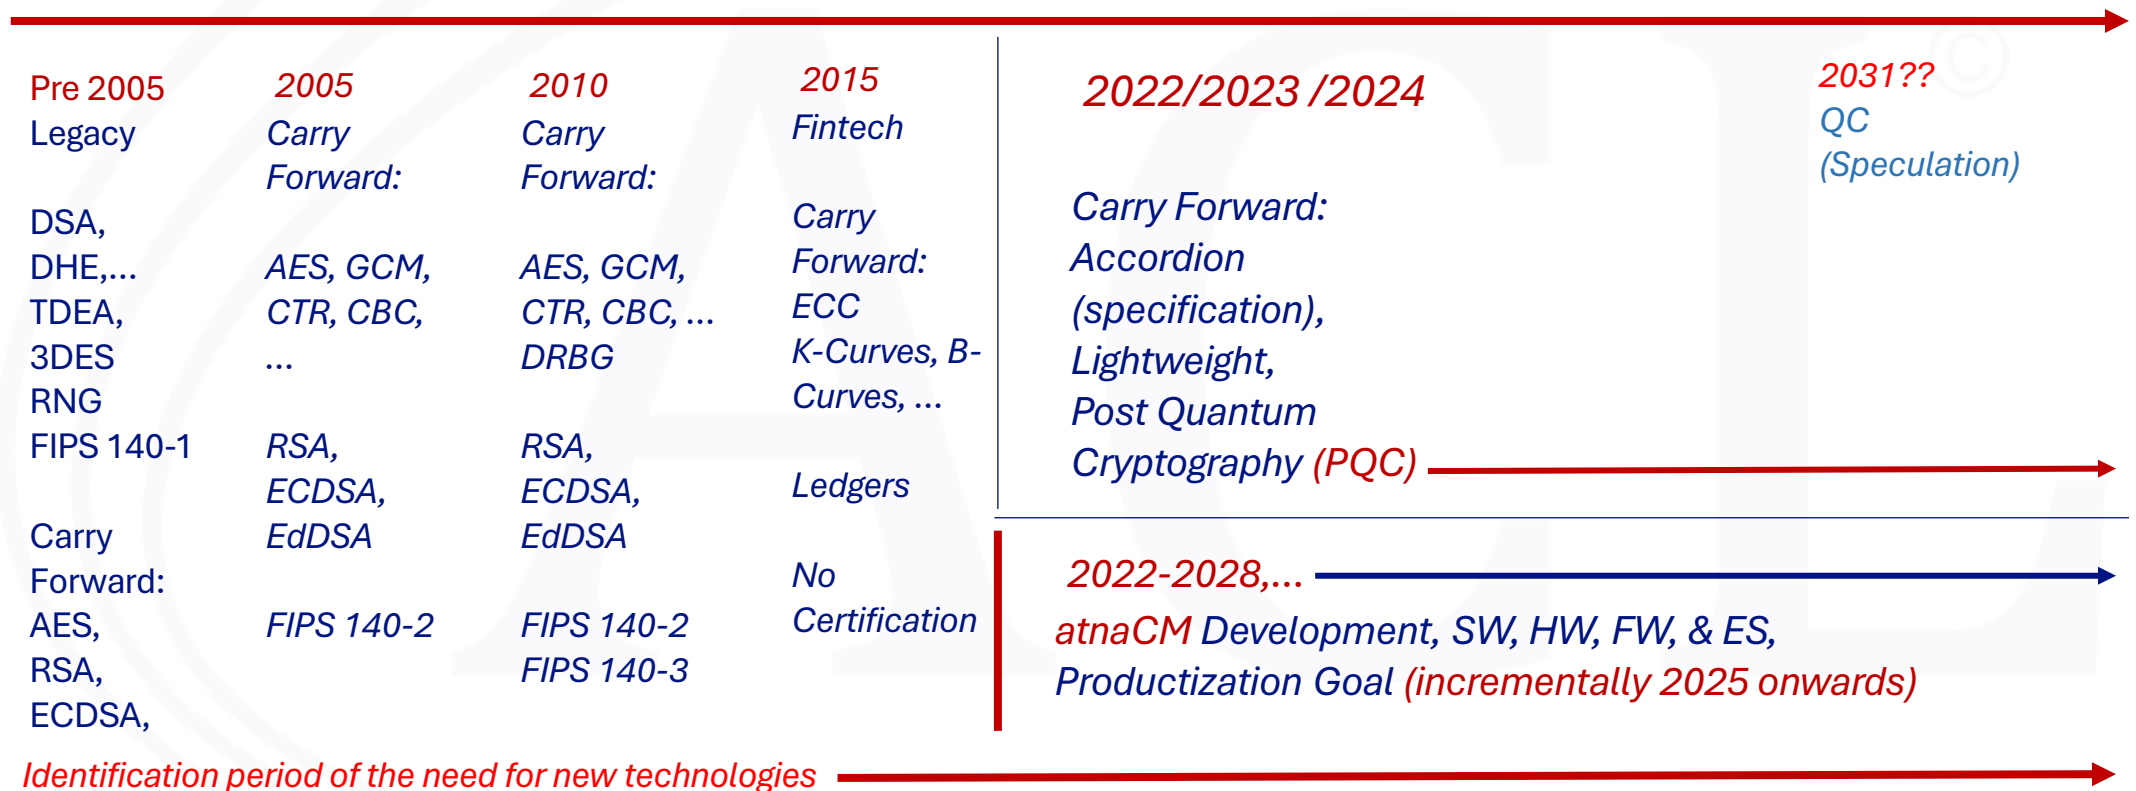 Pre 2005
Legacy
DSA,
DHE,...
TDEA,
3DES
RNG
FIPS 140-1
Carry
Forward:
AES,
RSA,
ECDSA,
2005
Carry
Forward:
AES, GCM,
CTR, CBC,
...
RSA,
ECDSA,
EdDSA
FIPS 140-2
2010
Carry
Forward:
AES, GCM,
CTR, CBC, ...
DRBG
RSA,
ECDSA,
EdDSA
FIPS 140-2
FIPS 140-3
2015
Fintech
Carry
Forward:
ECC
K-Curves, B-
Curves, ...
Ledgers
No
Certification
2022/2023 /2024
Carry Forward:
Accordion
(specification),
Lightweight,
Post Quantum
Cryptography (PQC)
2031??
QC
(Speculation)
2022-2028,...
atnaCM Development, SW, HW, FW, & ES,
Productization Goal (incrementally 2025 onwards)
Identification period of the need for new technologies
ACL
©